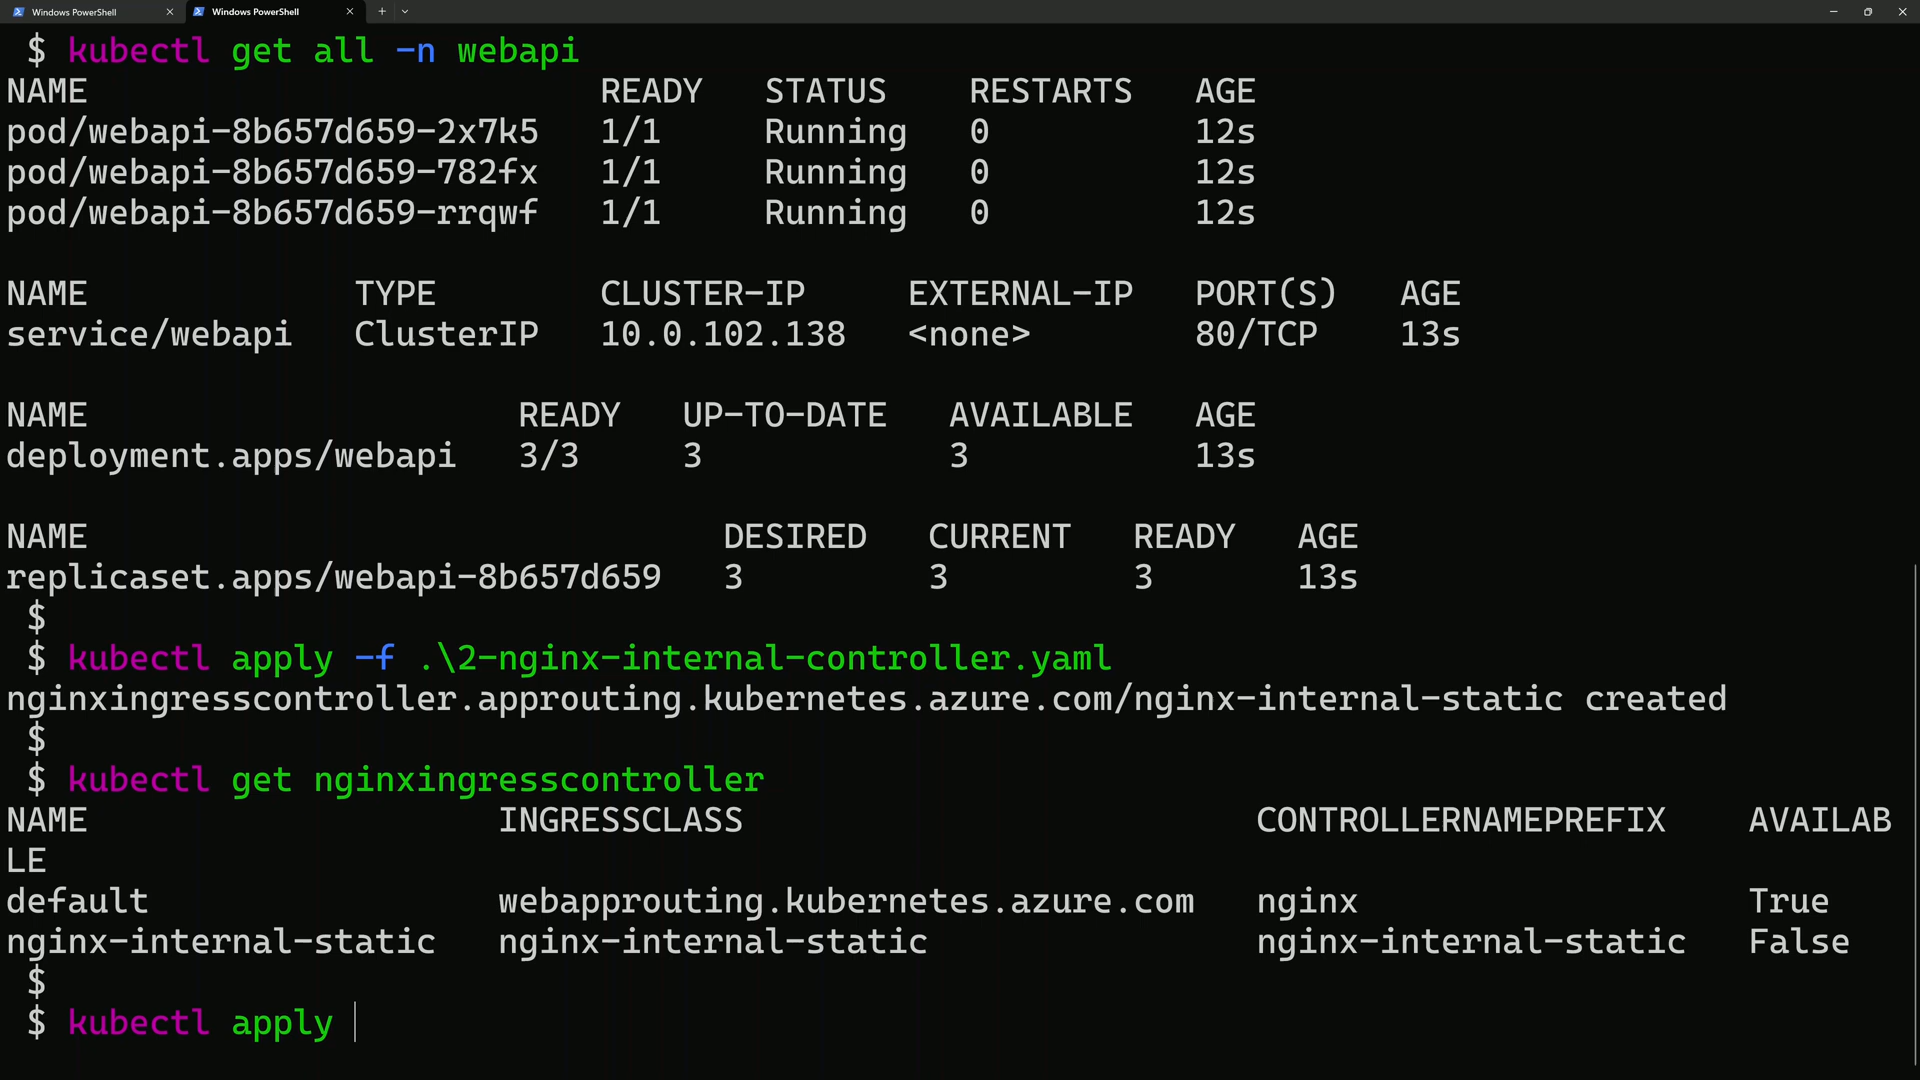 Windows PowerShell
Windows PowerShell
$ kubectl get all -n webapi
NAME READY STATUS RESTARTS AGE
pod/webapi-8b657d659-2x7k5 1/1 Running 0 12s
pod/webapi-8b657d659-782fx 1/1 Running 0 12s
pod/webapi-8b657d659-rrqwf 1/1 Running 0 12s
NAME TYPE CLUSTER-IP EXTERNAL-IP PORT(S) AGE
service/webapi ClusterIP 10.0.102.138 <none> 80/TCP 13s
NAME READY UP-TO-DATE AVAILABLE AGE
deployment.apps/webapi 3/3 3 3 13s
NAME DESIRED CURRENT READY AGE
replicaset.apps/webapi-8b657d659 3 3 3 13s
$
$ kubectl apply -f .\2-nginx-internal-controller.yaml
nginxingresscontroller.approuting.kubernetes.azure.com/nginx-internal-static created
$
$ kubectl get nginxingresscontroller
NAME INGRESSCLASS CONTROLLERNAMEPREFIX AVAILAB
LE
default webapprouting.kubernetes.azure.com nginx True
nginx-internal-static nginx-internal-static nginx-internal-static False
$
$ kubectl apply